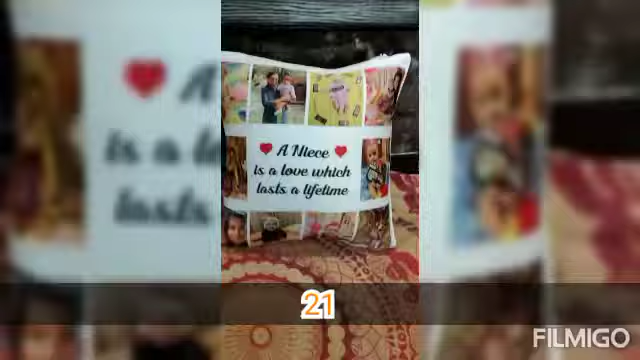 A Niece
is a love which
lasts a lifetime
21
FILMIGO